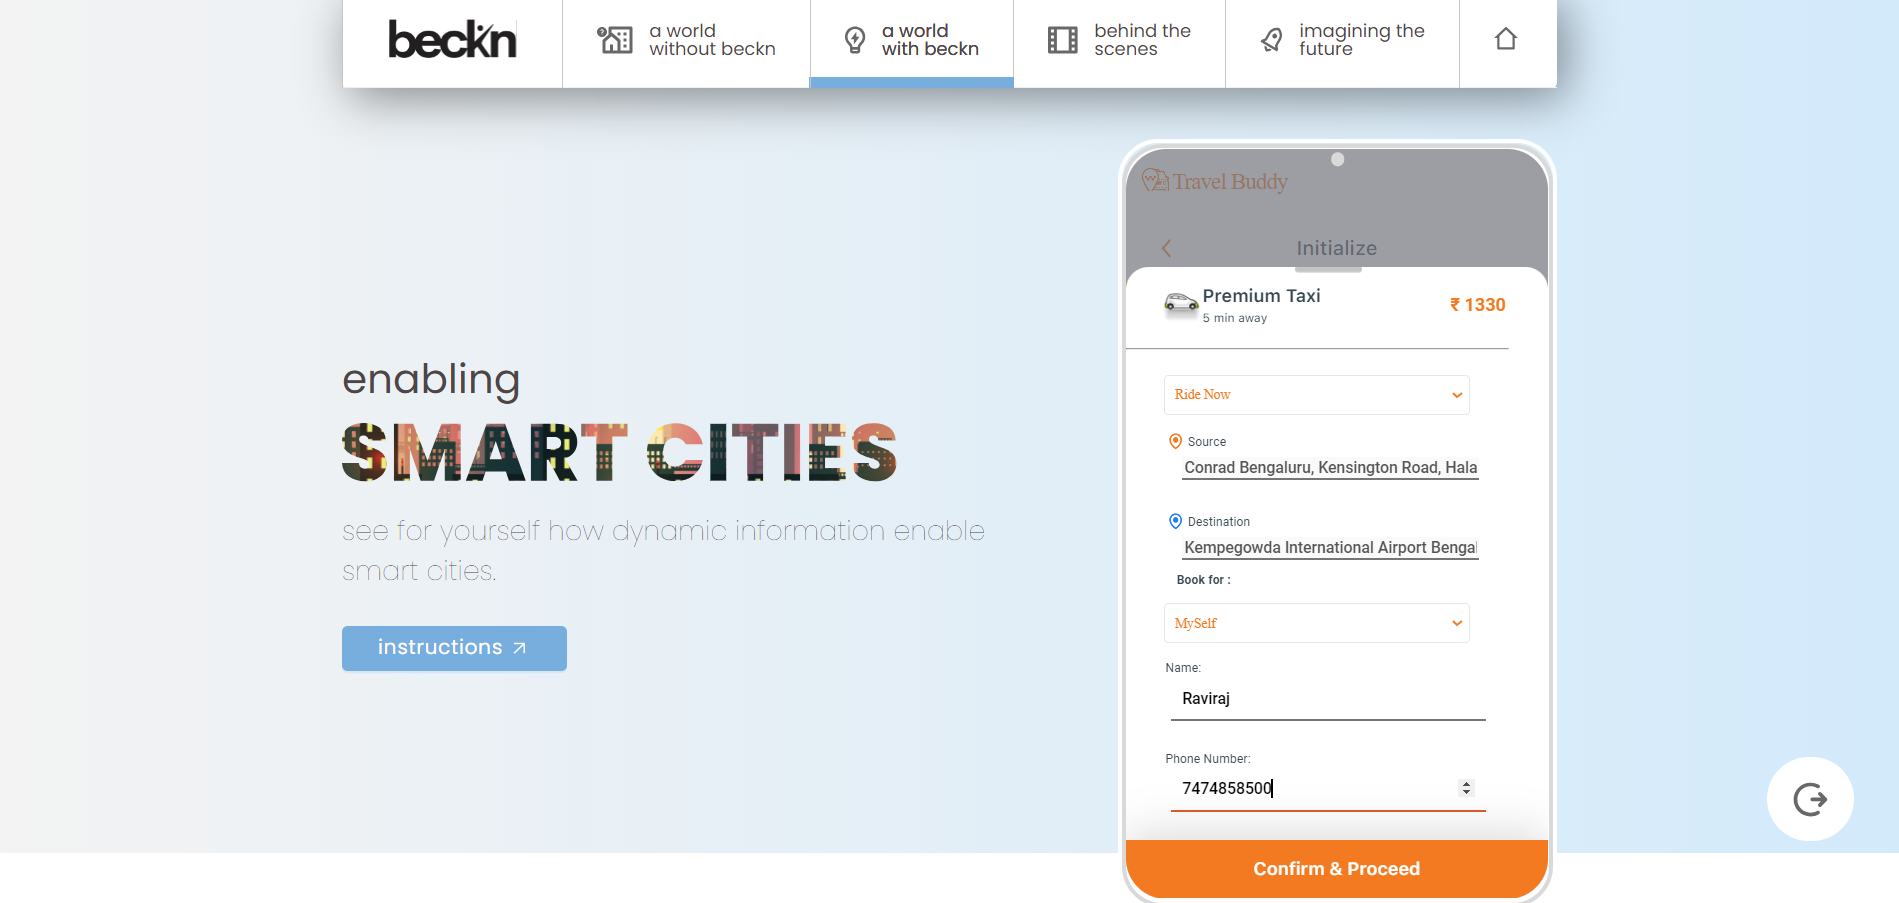 beckn
a world
without beckn
a world
with beckn
behind the
scenes
imagining the
future
enabling
SMART CITIES
see for yourself how dynamic information enable
smart cities.
instructions
Travel Buddy
Initialize
Premium Taxi
₹ 1330
5 min away
Ride Now
Source
Conrad Bengaluru, Kensington Road, Hala
Destination
Kempegowda International Airport Benga
Book for :
MySelf
Name:
Raviraj
Phone Number:
7474858500
Confirm & Proceed